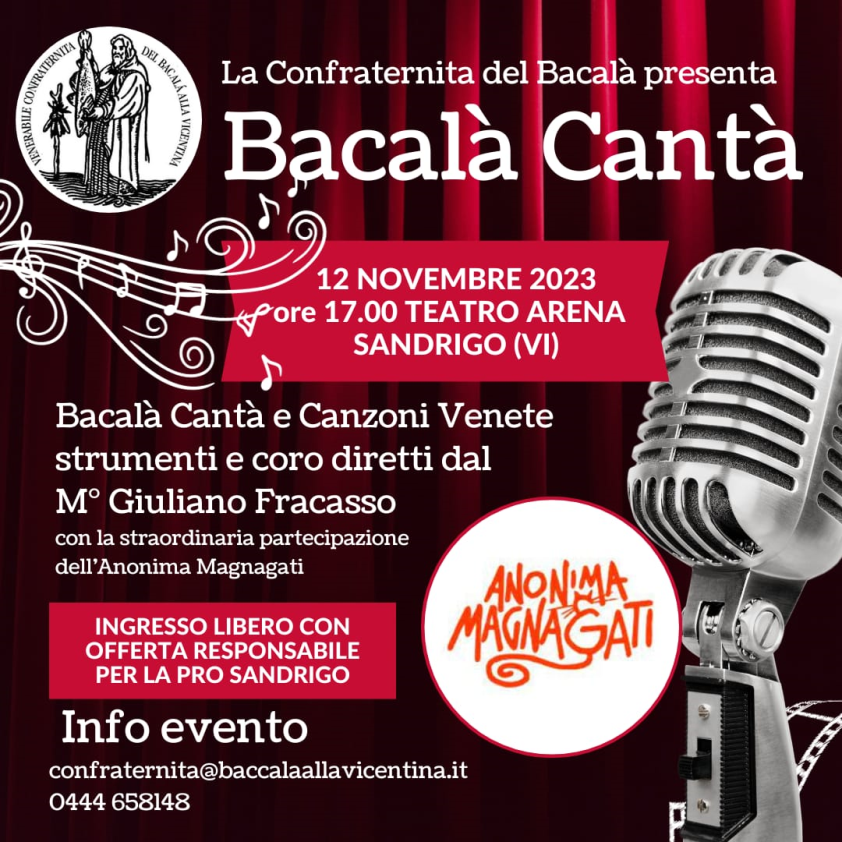 VENERABILE CONFRATERNITA DEL BACALÀ ALLA VICENTINA
La Confraternita del Bacalà presenta
Bacalà Cantà
12 NOVEMBRE 2023
ore 17.00 TEATRO ARENA
SANDRIGO (VI)
Bacalà Cantà e Canzoni Venete
strumenti e coro diretti dal
M° Giuliano Fracasso
con la straordinaria partecipazione
dell'Anonima Magnagati
ANONIMA
MAGNAGATI
INGRESSO LIBERO CON
OFFERTA RESPONSABILE
PER LA PRO SANDRIGO
Info evento
confraternita@baccalaallavicentina.it
0444 658148